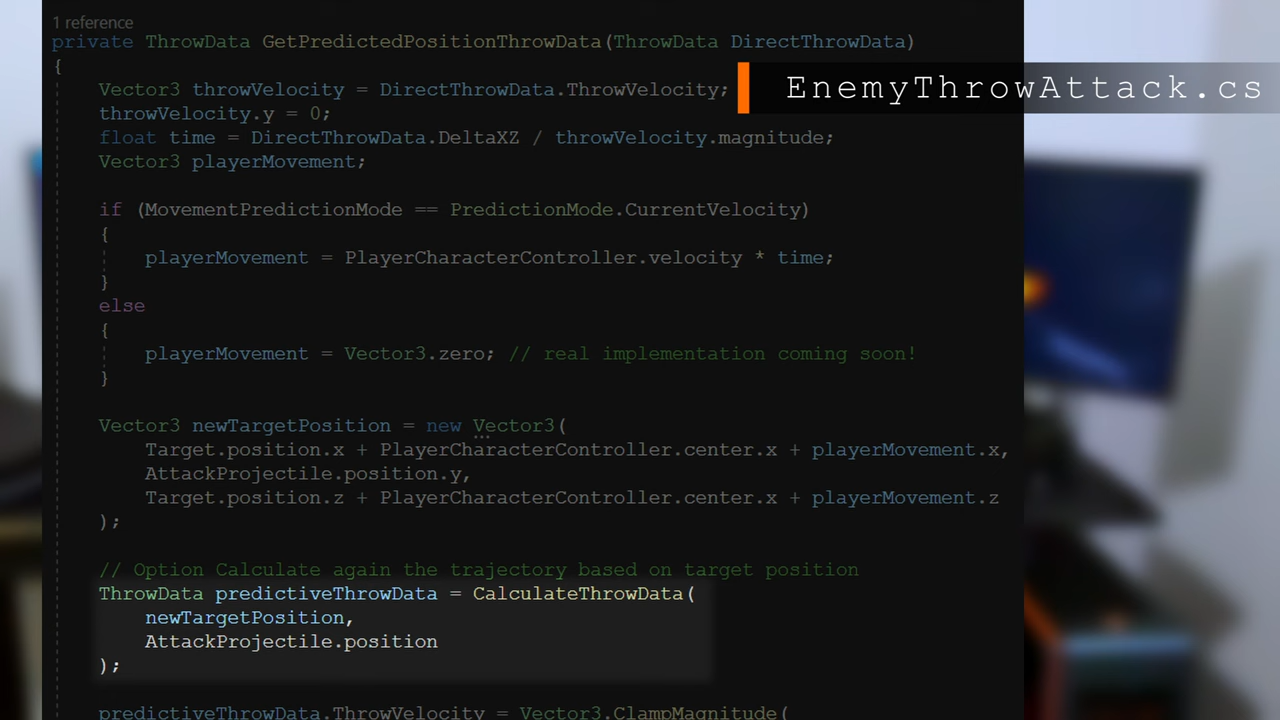 1 reference
private ThrowData GetPredictedPositionThrowData(ThrowData DirectThrowData)
{
Vector3 throwVelocity = DirectThrowData.ThrowVelocity;
EnemyThrowAttack.cs
throwVelocity.y = 0;
float time = DirectThrowData.DeltaXZ / throwVelocity.magnitude;
Vector3 playerMovement;
if (MovementPredictionMode == PredictionMode.CurrentVelocity)
{
playerMovement = PlayerCharacterController.velocity * time;
}
else
{
playerMovement = Vector3.zero; // real implementation coming soon!
}
Vector3 newTargetPosition = new Vector3(
Target.position.x + PlayerCharacterController.center.x + playerMovement.x,
AttackProjectile.position.y,
Target.position.z + PlayerCharacterController.center.x + playerMovement.z
);
// Option Calculate again the trajectory based on target position
ThrowData predictiveThrowData = CalculateThrowData(
newTargetPosition,
AttackProjectile.position
);
predictiveThrowData.ThrowVelocity = Vector3.ClampMagnitude(